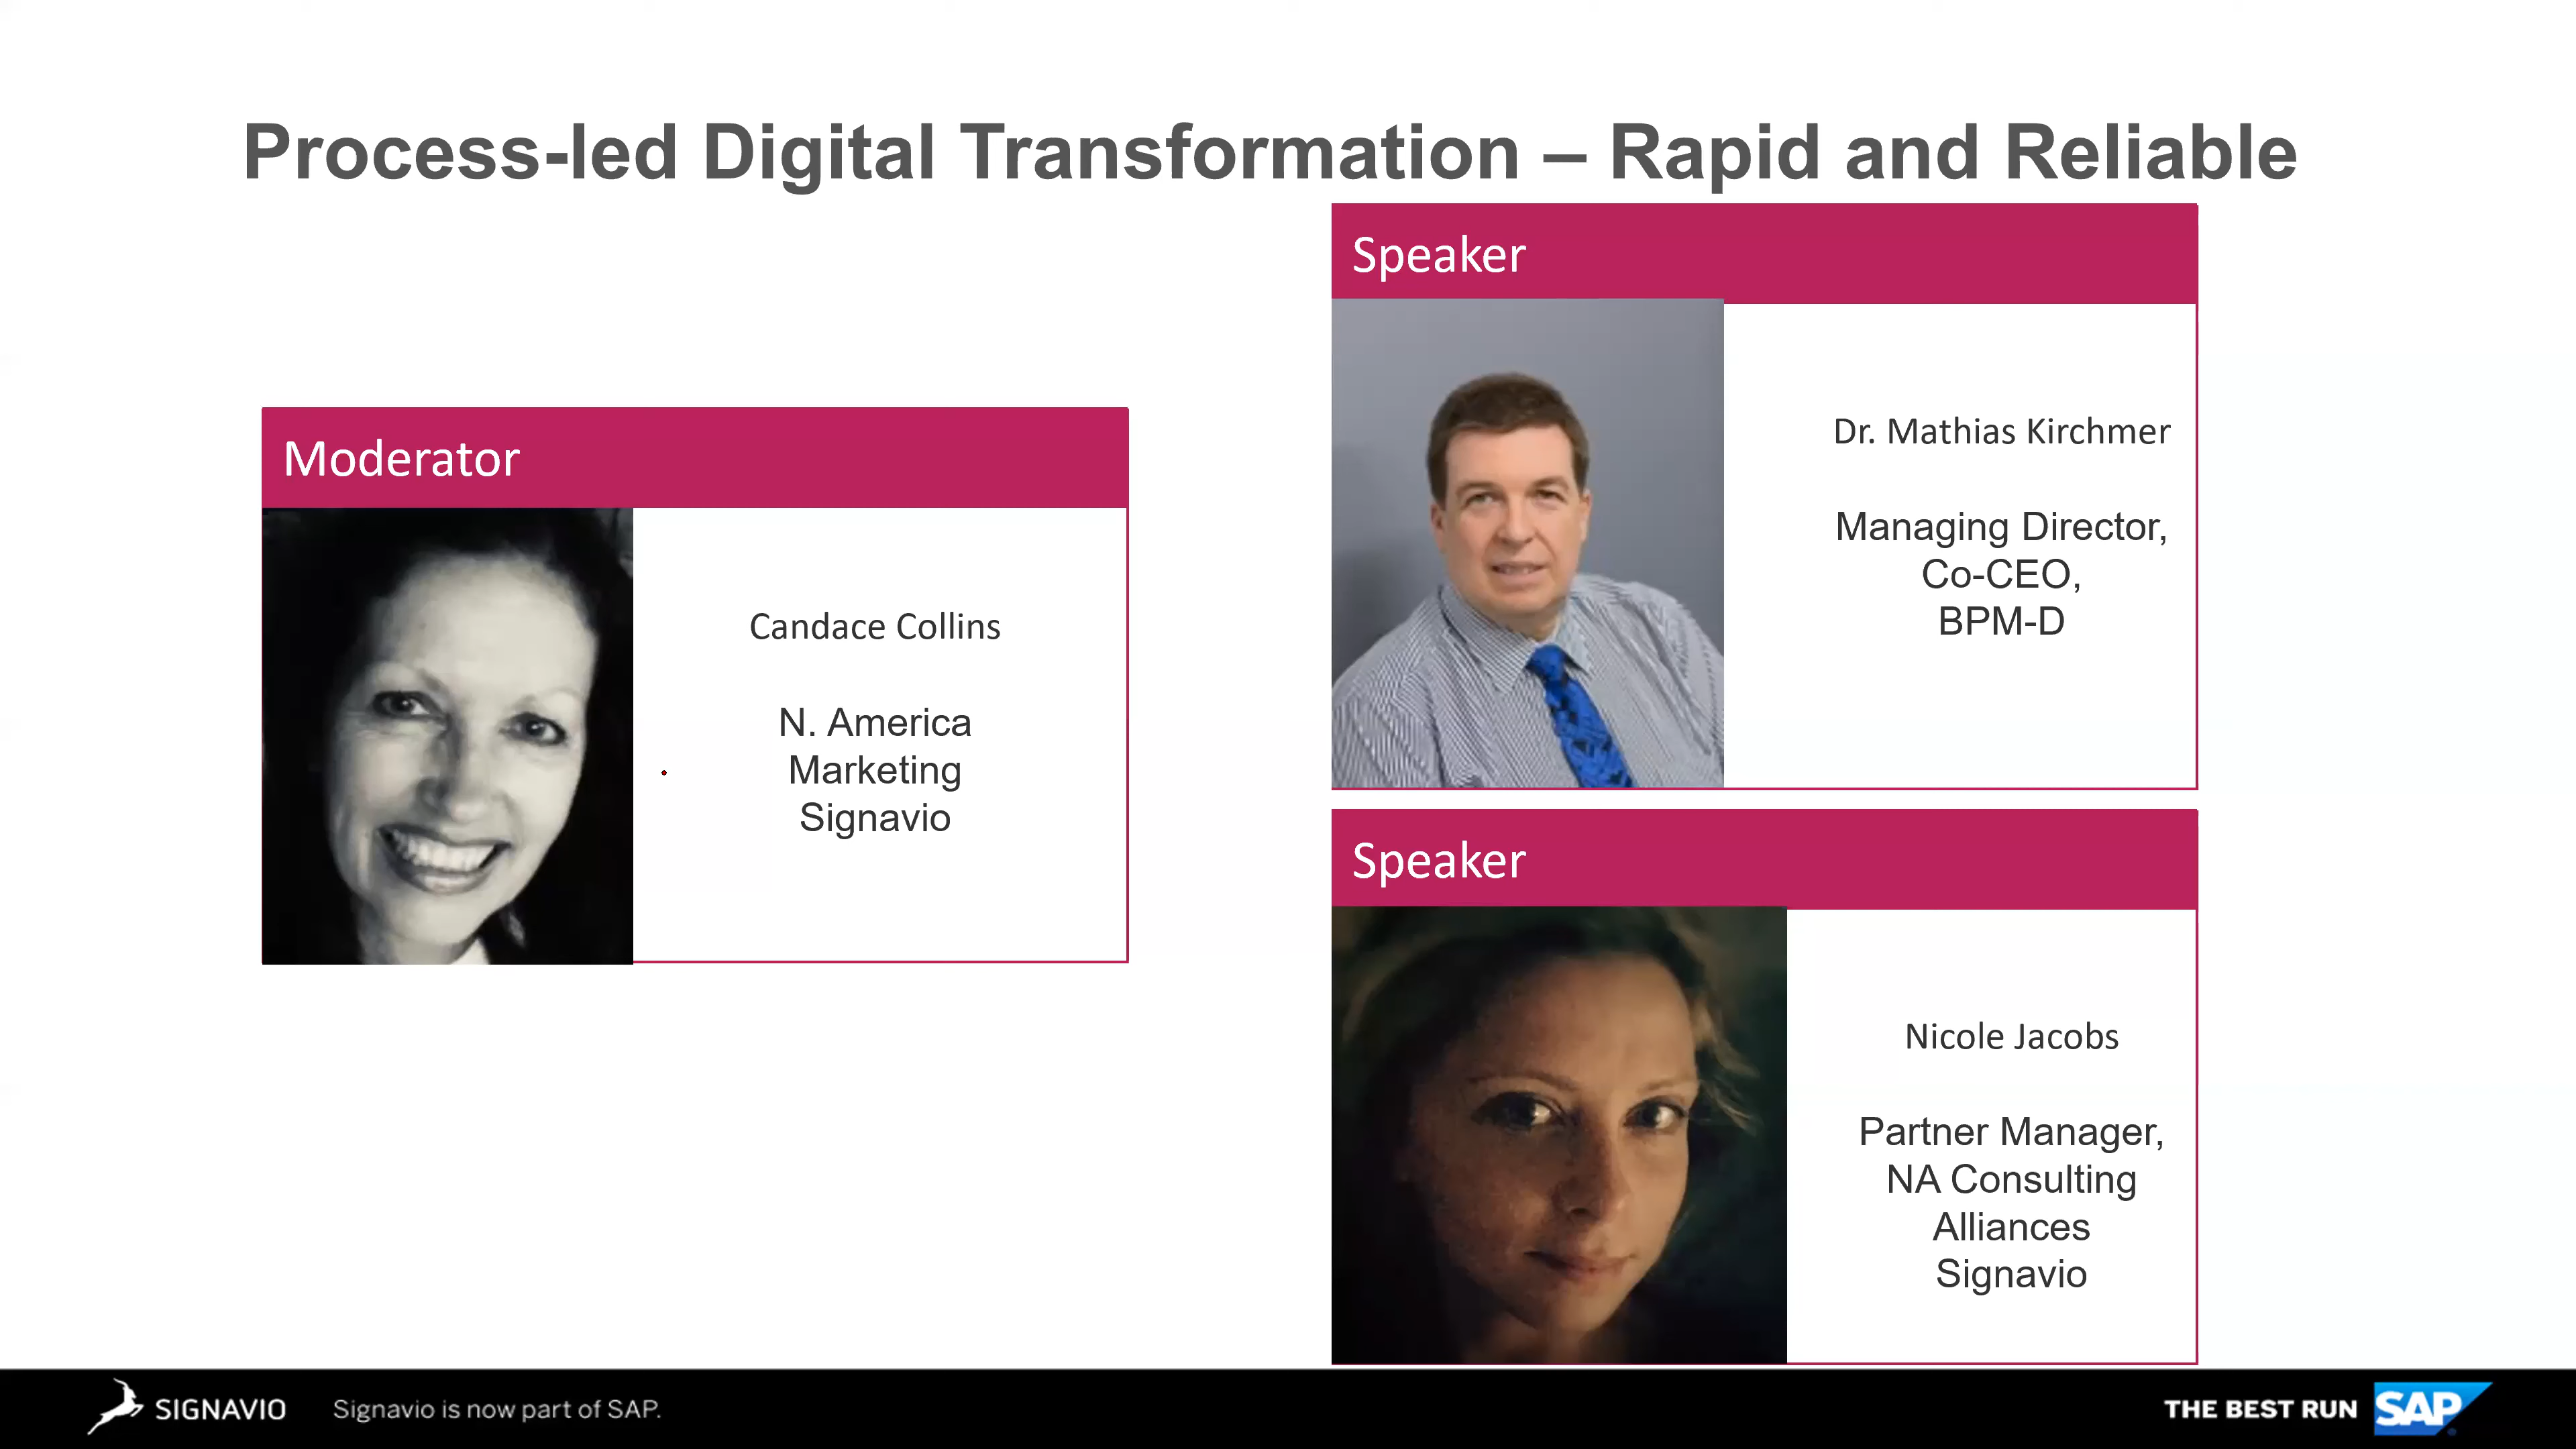 Process-led Digital Transformation – Rapid and Reliable
Moderator
Candace Collins
N. America
Marketing
Signavio
Speaker
Dr. Mathias Kirchmer
Managing Director,
Co-CEO,
BPM-D
Speaker
Nicole Jacobs
Partner Manager,
NA Consulting
Alliances
Signavio
SIGNAVIO
Signavio is now part of SAP.
THE BEST RUN
SAP